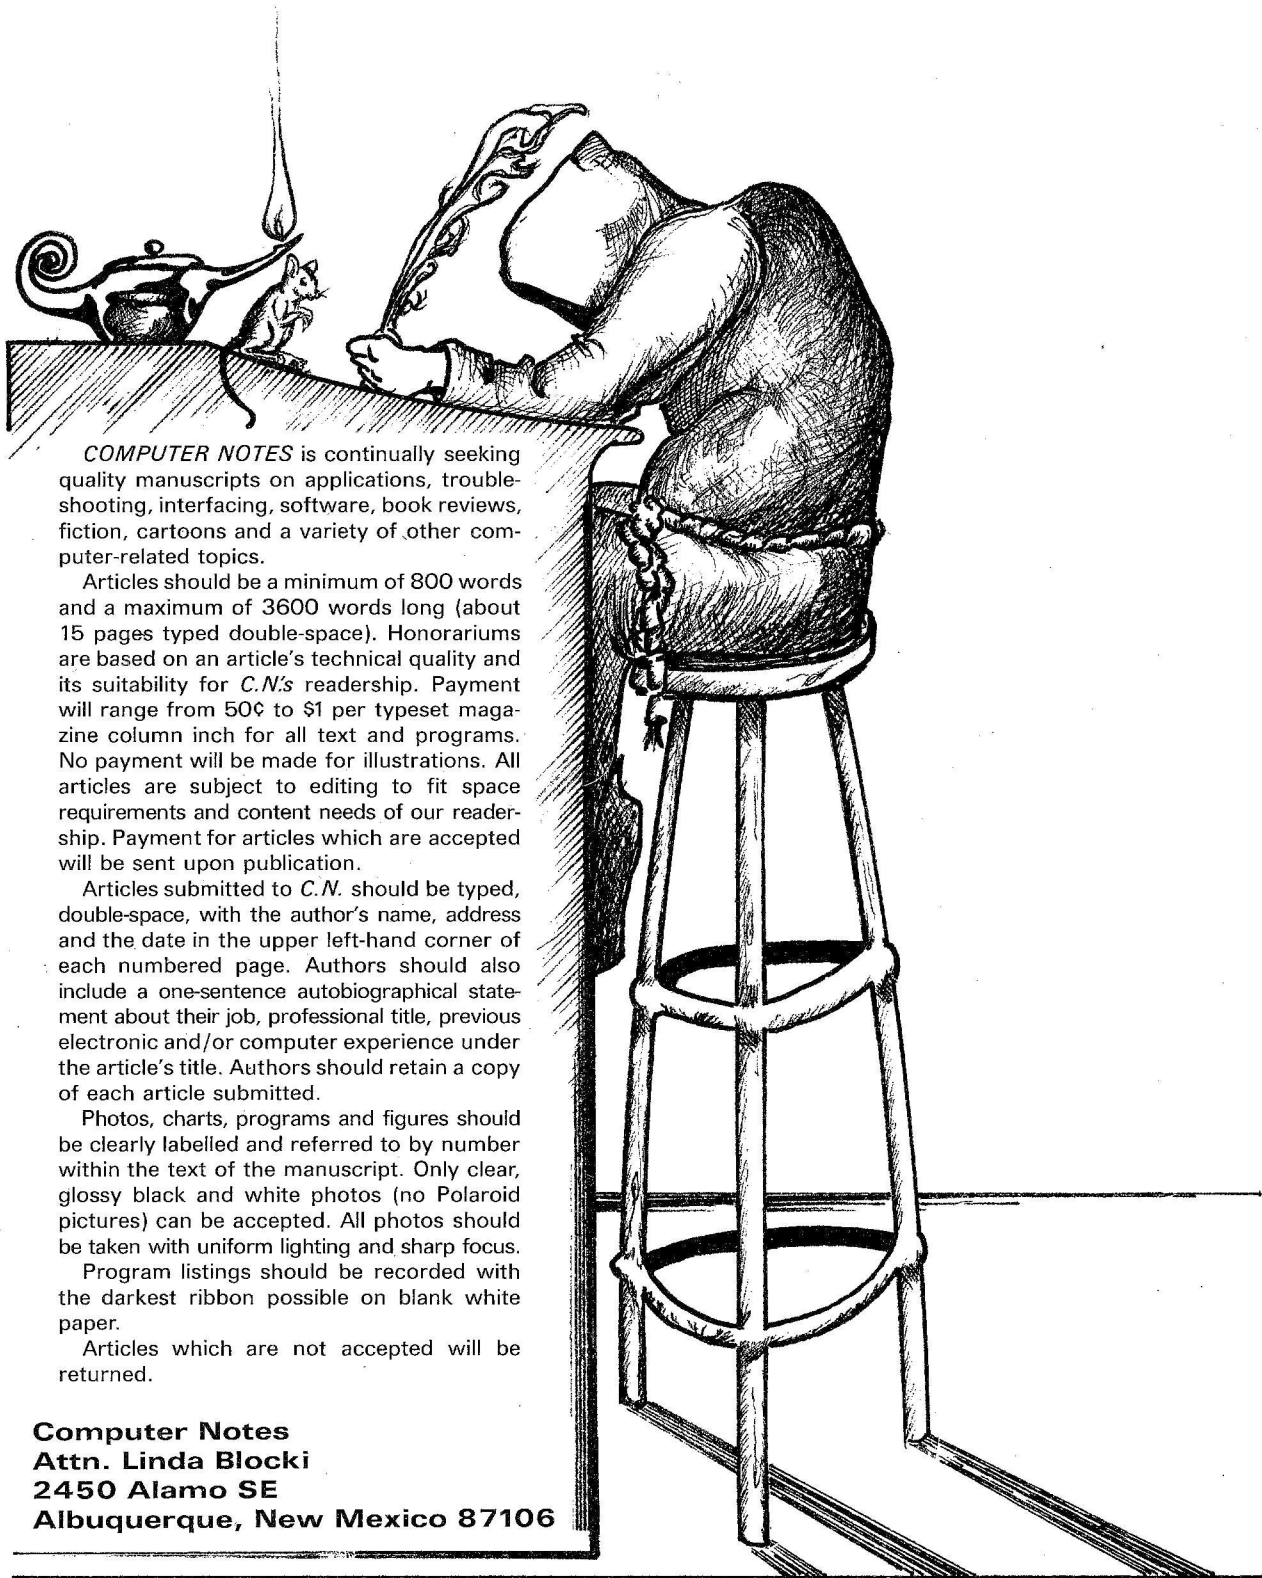 COMPUTER NOTES is continually seeking
quality manuscripts on applications, trouble-
shooting, interfacing, software, book reviews,
fiction, cartoons and a variety of other com-
puter-related topics.
Articles should be a minimum of 800 words
and a maximum of 3600 words long (about
15 pages typed double-space). Honorariums
are based on an article's technical quality and
its suitability for C.N.'s readership. Payment
will range from 50¢ to $1 per typeset maga-
zine column inch for all text and programs.
No payment will be made for illustrations. All
articles are subject to editing to fit space
requirements and content needs of our reader-
ship. Payment for articles which are accepted
will be sent upon publication.
Articles submitted to C.N. should be typed,
double-space, with the author's name, address
and the date in the upper left-hand corner of
each numbered page. Authors should also
include a one-sentence autobiographical state-
ment about their job, professional title, previous
electronic and/or computer experience under
the article's title. Authors should retain a copy
of each article submitted.
Photos, charts, programs and figures should
be clearly labelled and referred to by number
within the text of the manuscript. Only clear,
glossy black and white photos (no Polaroid
pictures) can be accepted. All photos should
be taken with uniform lighting and sharp focus.
Program listings should be recorded with
the darkest ribbon possible on blank white
paper.
Articles which are not accepted will be
returned.
Computer Notes
Attn. Linda Blocki
2450 Alamo SE
Albuquerque, New Mexico 87106